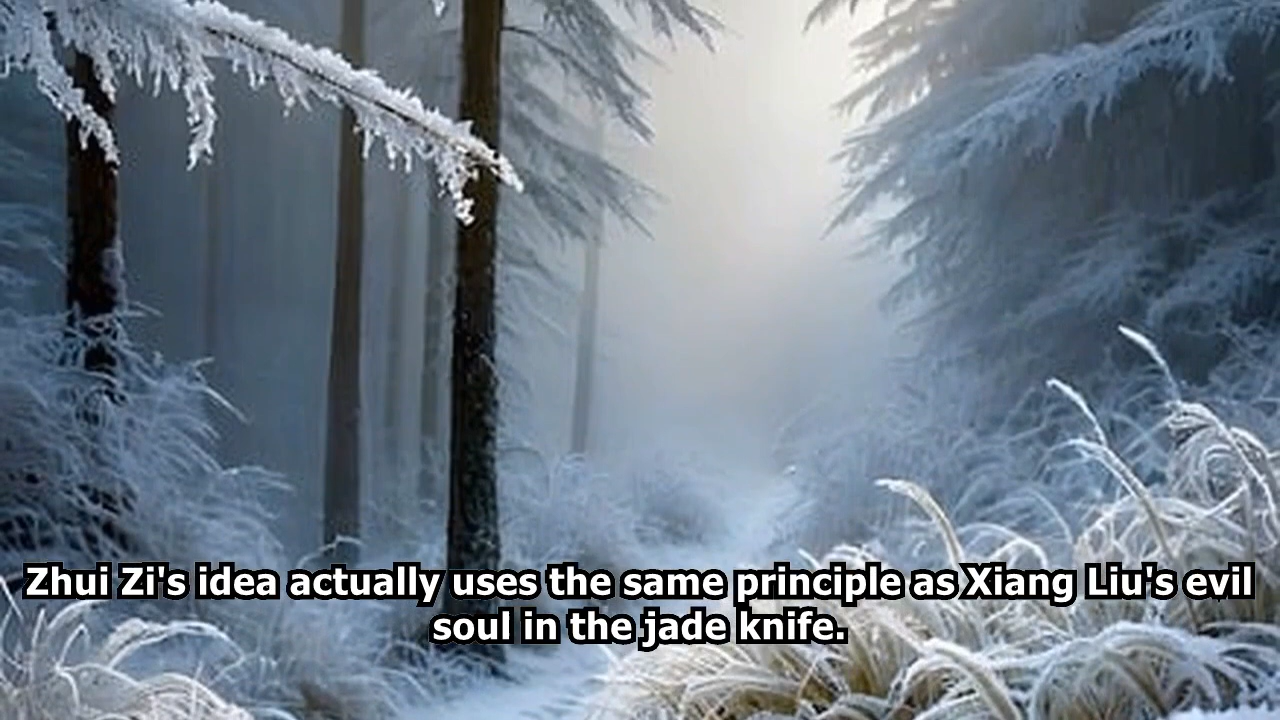 Zhui Zi's idea actually uses the same principle as Xiang Liu's evil
soul in the jade knife.